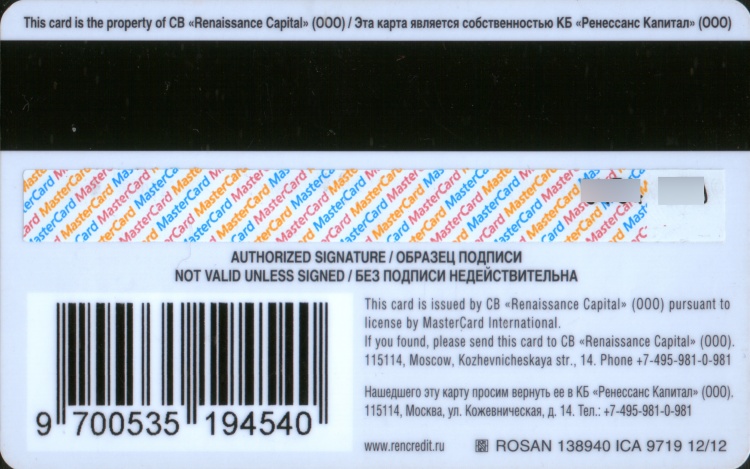 This card is the property of CB «Renaissance Capital» (OOO) / Эта карта является собственностью КБ «Ренессанс Капитал» (ООО)
MasterCard MasterCard MasterCard MasterCard MasterCard
AUTHORIZED SIGNATURE / ОБРАЗЕЦ ПОДПИСИ
NOT VALID UNLESS SIGNED / БЕЗ ПОДПИСИ НЕДЕЙСТВИТЕЛЬНА
This card is issued by CB «Renaissance Capital» (OOO) pursuant to
license by MasterCard International.
If you found, please send this card to CB «Renaissance Capital» (OOO).
115114, Moscow, Kozhevnicheskaya str., 14. Phone +7-495-981-0-981
Нашедшего эту карту просим вернуть ее в КБ «Ренессанс Капитал» (ООО).
115114, Москва, ул. Кожевническая, д. 14. Тел.: +7-495-981-0-981
9 700535 194540
www.rencredit.ru
ROSAN 138940 ICA 9719 12/12